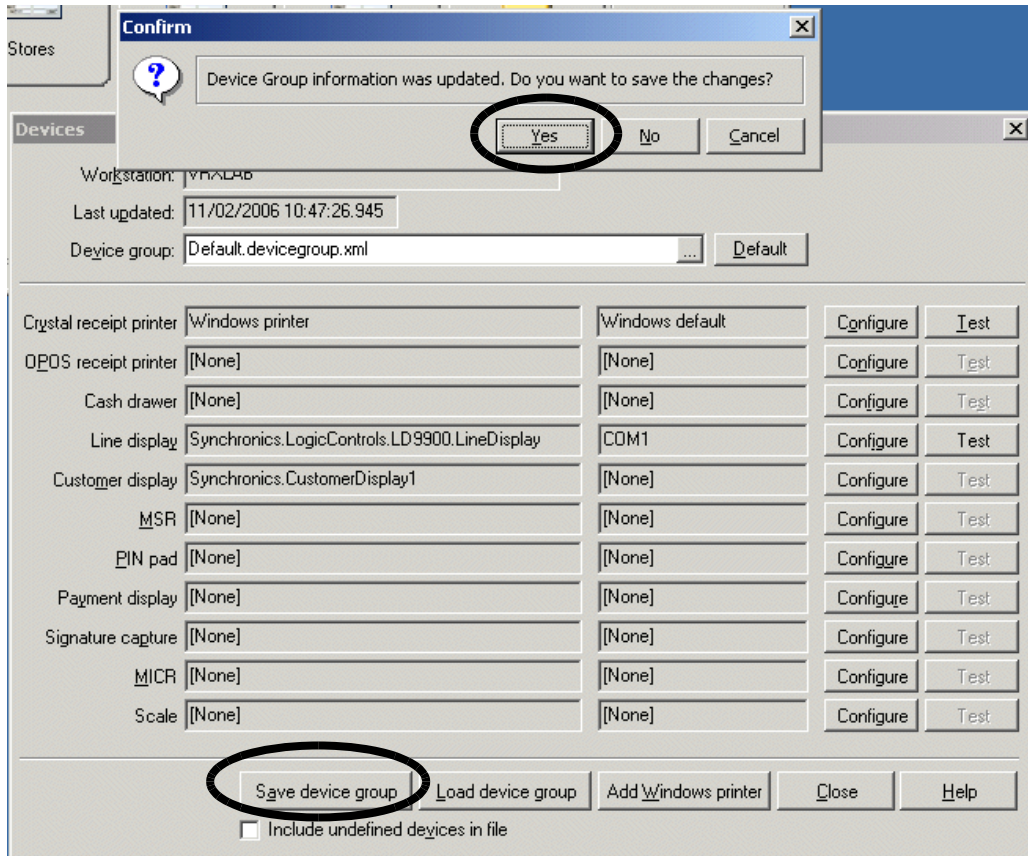 Stores
Confirm
Device Group information was updated. Do you want to save the changes?
Yes No Cancel
Devices
Workstation: VRXLAB
Last updated: 11/02/2006 10:47:26.945
Device group: Default.devicegroup.xml ... Default
Crystal receipt printer Windows printer Windows default Configure Test
OPOS receipt printer [None] [None] Configure Test
Cash drawer [None] [None] Configure Test
Line display Synchronics.LogicControls.LD9900.LineDisplay COM1 Configure Test
Customer display Synchronics.CustomerDisplay1 [None] Configure Test
MSR [None] [None] Configure Test
PIN pad [None] [None] Configure Test
Payment display [None] [None] Configure Test
Signature capture [None] [None] Configure Test
MICR [None] [None] Configure Test
Scale [None] [None] Configure Test
Save device group Load device group Add Windows printer Close Help
Include undefined devices in file